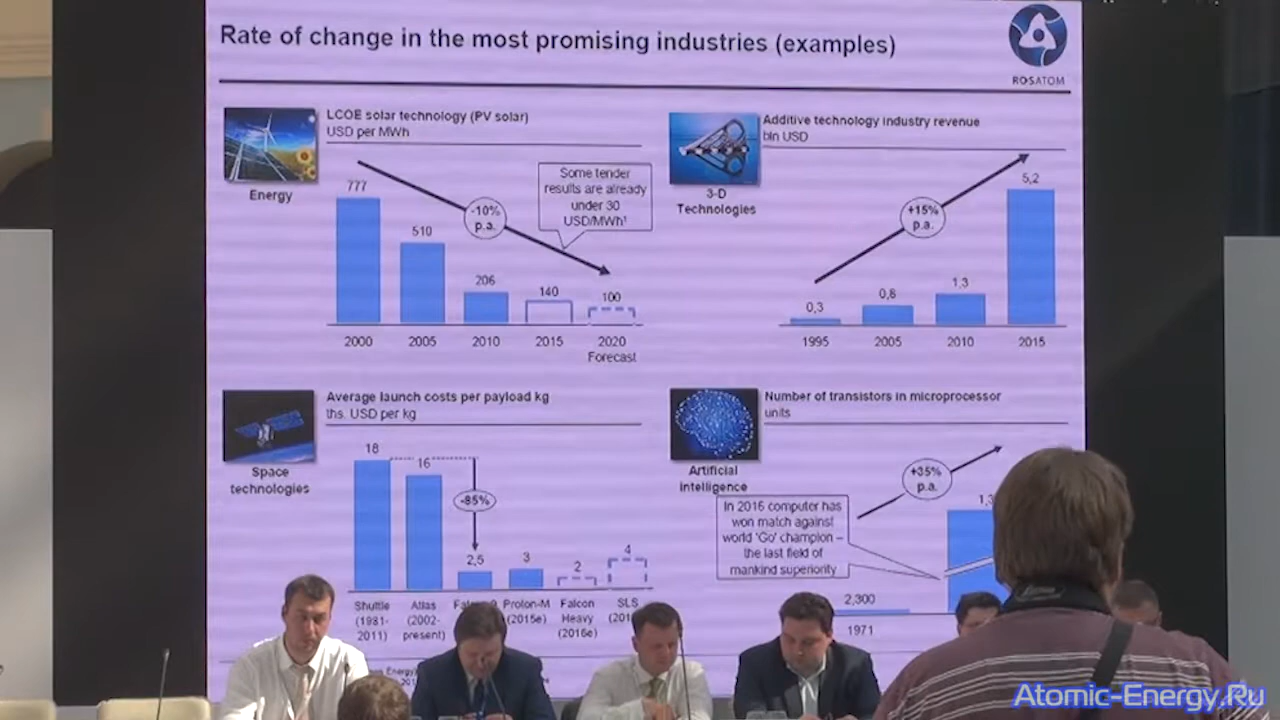 Rate of change in the most promising industries (examples)
ROSATOM
LCOE solar technology (PV solar)
USD per MWh
Energy
777
510
206
140
100
-10%
p.a.
Some tender
results are already
under 30
USD/MWh¹
2000
2005
2010
2015
2020
Forecast
Additive technology industry revenue
bln USD
3-D
Technologies
0,3
0,8
1,3
5,2
+15%
p.a.
1995
2005
2010
2015
Average launch costs per payload kg
ths. USD per kg
Space
technologies
18
16
2,5
3
2
4
-85%
Shuttle
(1981-
2011)
Atlas
(2002-
present)
Proton-M
(2015e)
Falcon
Heavy
(2016e)
SLS
Number of transistors in microprocessor
units
Artificial
intelligence
+35%
p.a.
In 2016 computer has
won match against
world 'Go' champion –
the last field of
mankind superiority
2,300
1971
Atomic-Energy.Ru